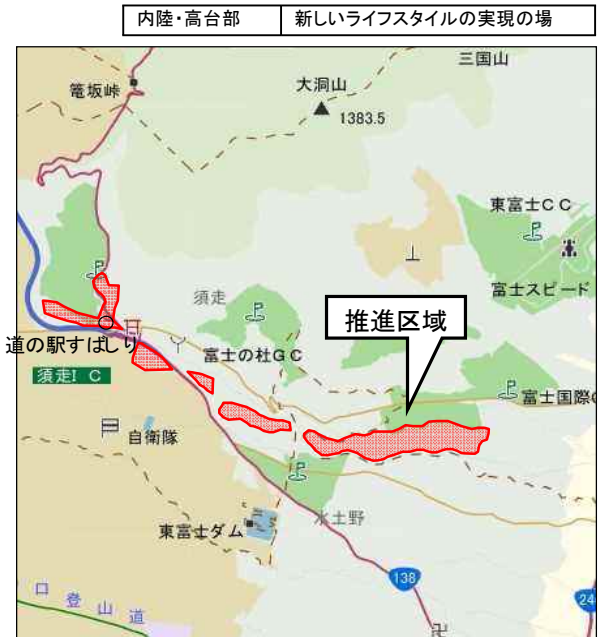 内陸・高台部 新しいライフスタイルの実現の場
三国山
篭坂峠
大洞山
1383.5
東富士CC
須走
富士スピード
推進区域
道の駅すばしり
富士の杜GC
須走IC
富士国際
自衛隊
水土野
東富士ダム
138
24
口登山道